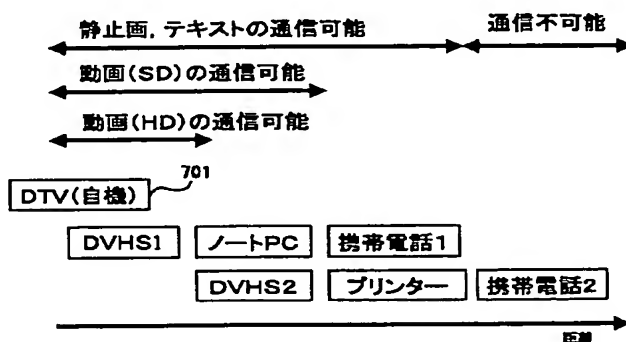 静止画,テキストの通信可能
通信不可能
動画(SD)の通信可能
動画(HD)の通信可能
701
DTV(自機)
DVHS1
ノートPC
携帯電話1
DVHS2
プリンター
携帯電話2
距離